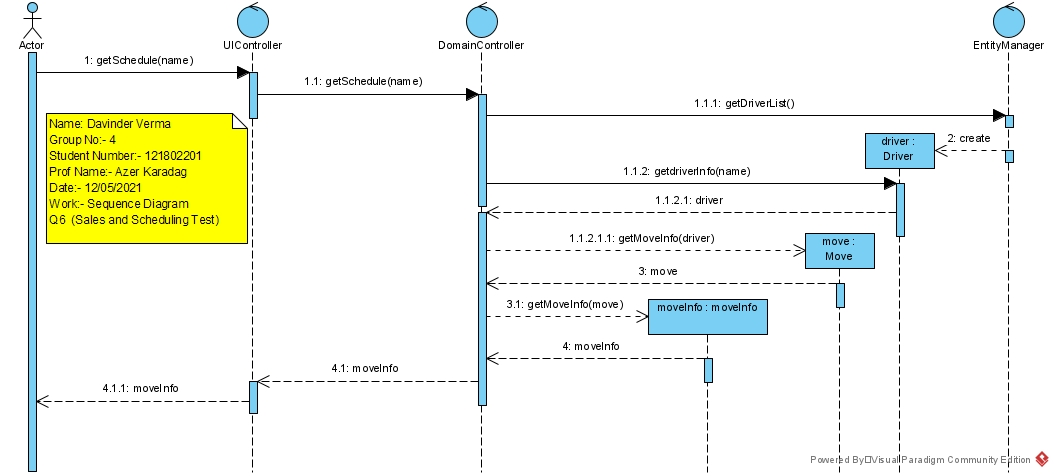 Actor
UIController
DomainController
EntityManager
1: getSchedule(name)
1.1: getSchedule(name)
1.1.1: getDriverList()
Name: Davinder Verma
Group No:- 4
Student Number:- 121802201
Prof Name:- Azer Karadag
Date:- 12/05/2021
Work:- Sequence Diagram
Q6 (Sales and Scheduling Test)
driver :
Driver
2: create
1.1.2: getdriverInfo(name)
1.1.2.1: driver
1.1.2.1.1: getMoveInfo(driver)
move :
Move
3: move
3.1: getMoveInfo(move)
moveInfo : moveInfo
4: moveInfo
4.1: moveInfo
4.1.1: moveInfo
Powered By Visual Paradigm Community Edition